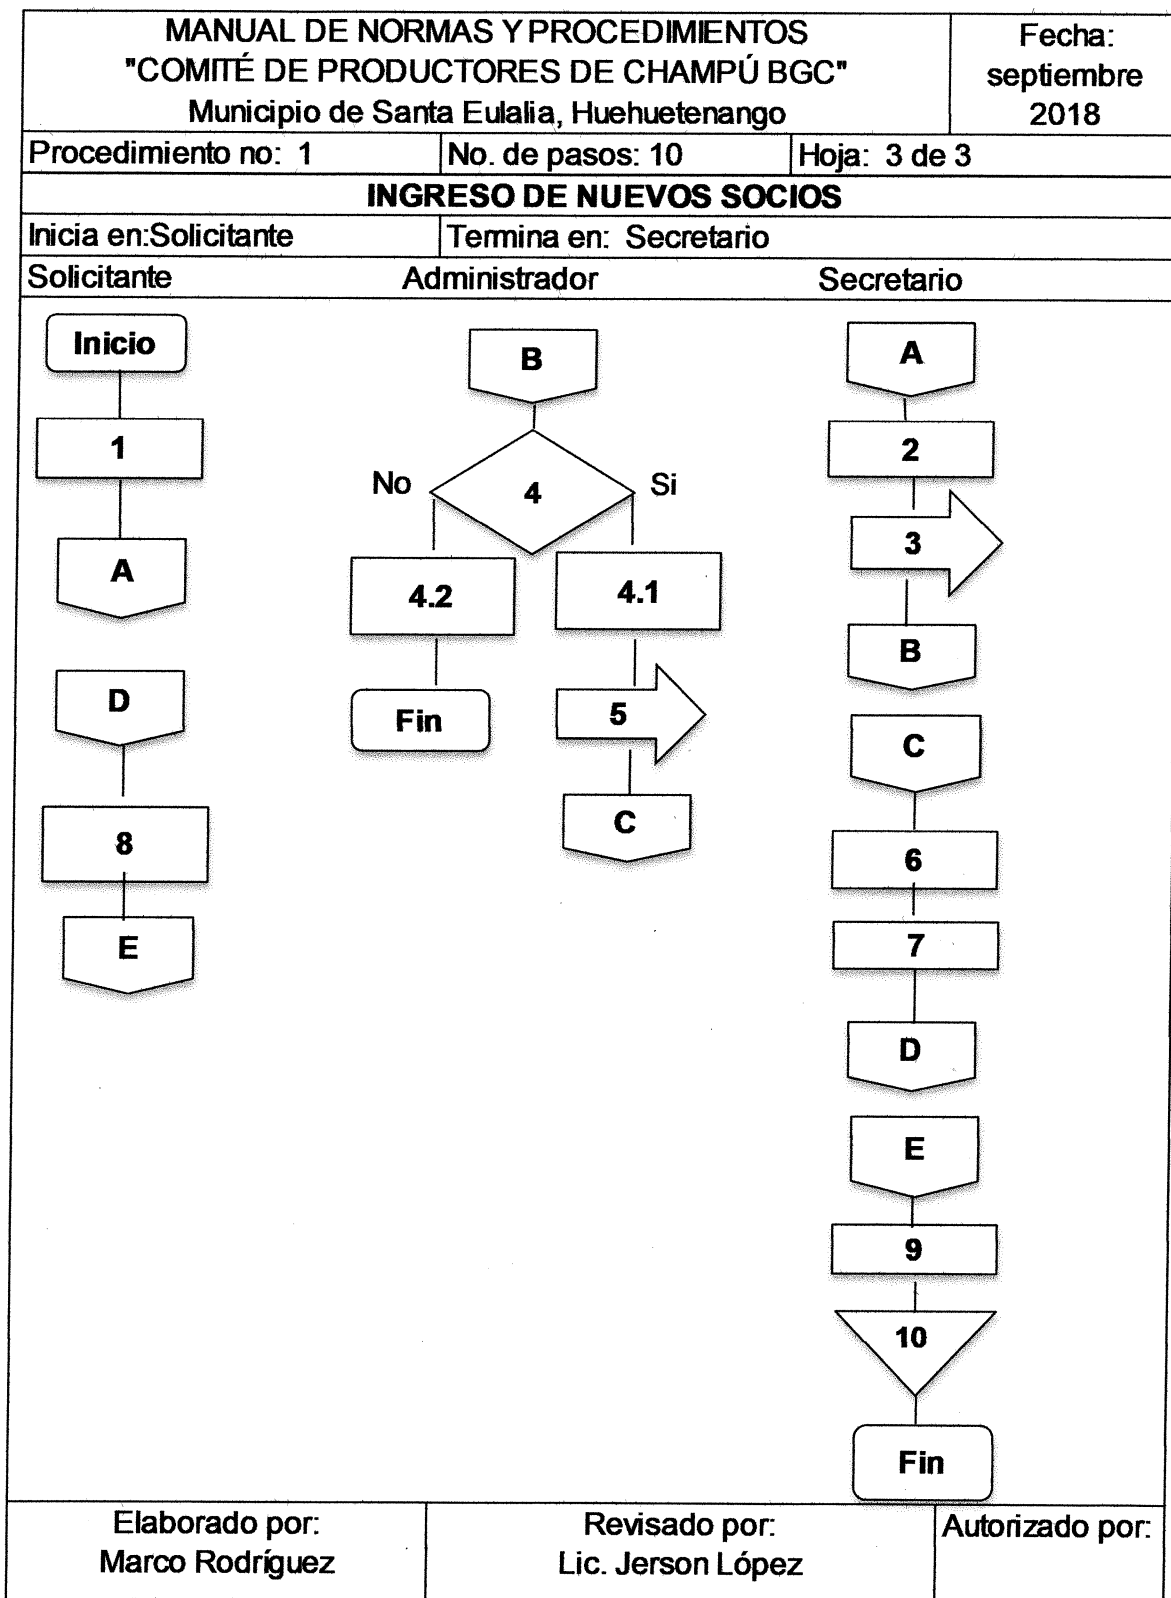 MANUAL DE NORMAS Y PROCEDIMIENTOS
"COMITÉ DE PRODUCTORES DE CHAMPÚ BGC"
Municipio de Santa Eulalia, Huehuetenango
Fecha:
septiembre
2018
Procedimiento no: 1
No. de pasos: 10
Hoja: 3 de 3
INGRESO DE NUEVOS SOCIOS
Inicia en:Solicitante
Termina en: Secretario
Solicitante
Administrador
Secretario
Inicio
1
A
D
8
E
B
No
4
Si
4.2
4.1
Fin
5
C
A
2
3
B
C
6
7
D
E
9
10
Fin
Elaborado por:
Marco Rodríguez
Revisado por:
Lic. Jerson López
Autorizado por: